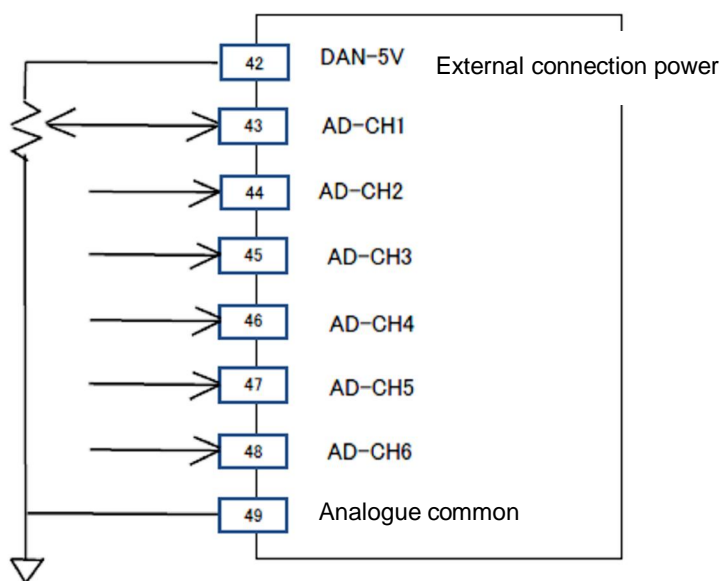 42 DAN-5V External connection power
43 AD-CH1
44 AD-CH2
45 AD-CH3
46 AD-CH4
47 AD-CH5
48 AD-CH6
49 Analogue common